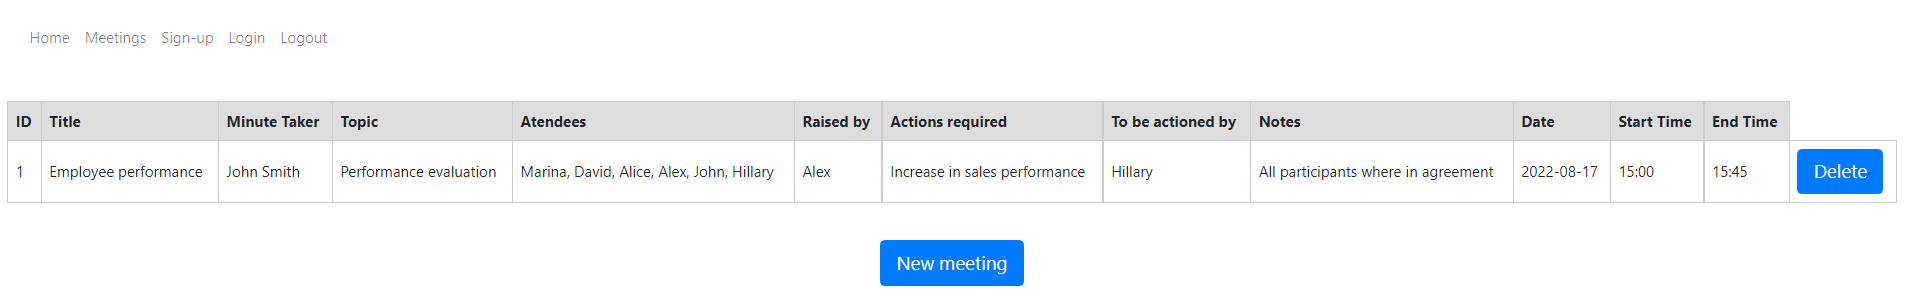 Home Meetings Sign-up Login Logout
ID Title Minute Taker Topic Atendees Raised by Actions required To be actioned by Notes Date Start Time End Time
1 Employee performance John Smith Performance evaluation Marina, David, Alice, Alex, John, Hillary Alex Increase in sales performance Hillary All participants where in agreement 2022-08-17 15:00 15:45 Delete
New meeting